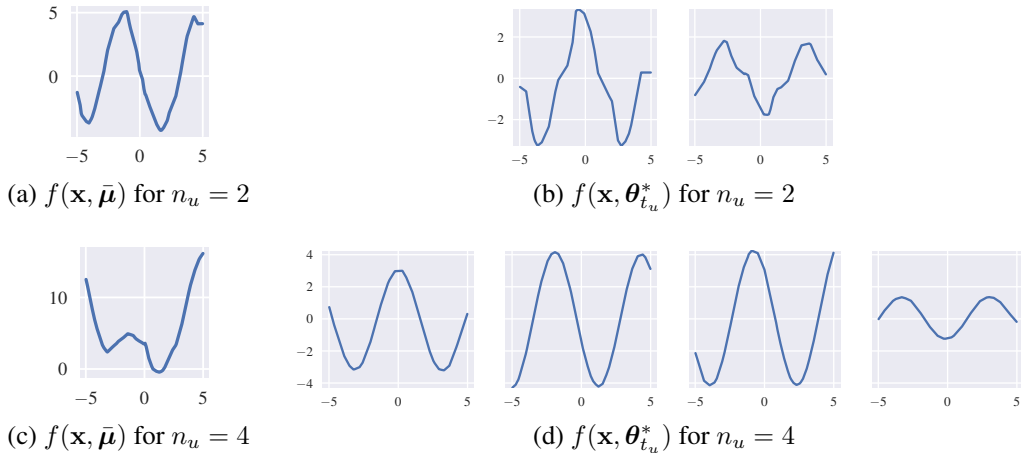 5
0
−5 0 5
(a) f(x, μ̄) for n_u = 2
2
0
−2
−5 0 5 −5 0 5
(b) f(x, θ*_{t_u}) for n_u = 2
10
0
−5 0 5
(c) f(x, μ̄) for n_u = 4
4
2
0
−2
−4
−5 0 5 −5 0 5 −5 0 5 −5 0 5
(d) f(x, θ*_{t_u}) for n_u = 4